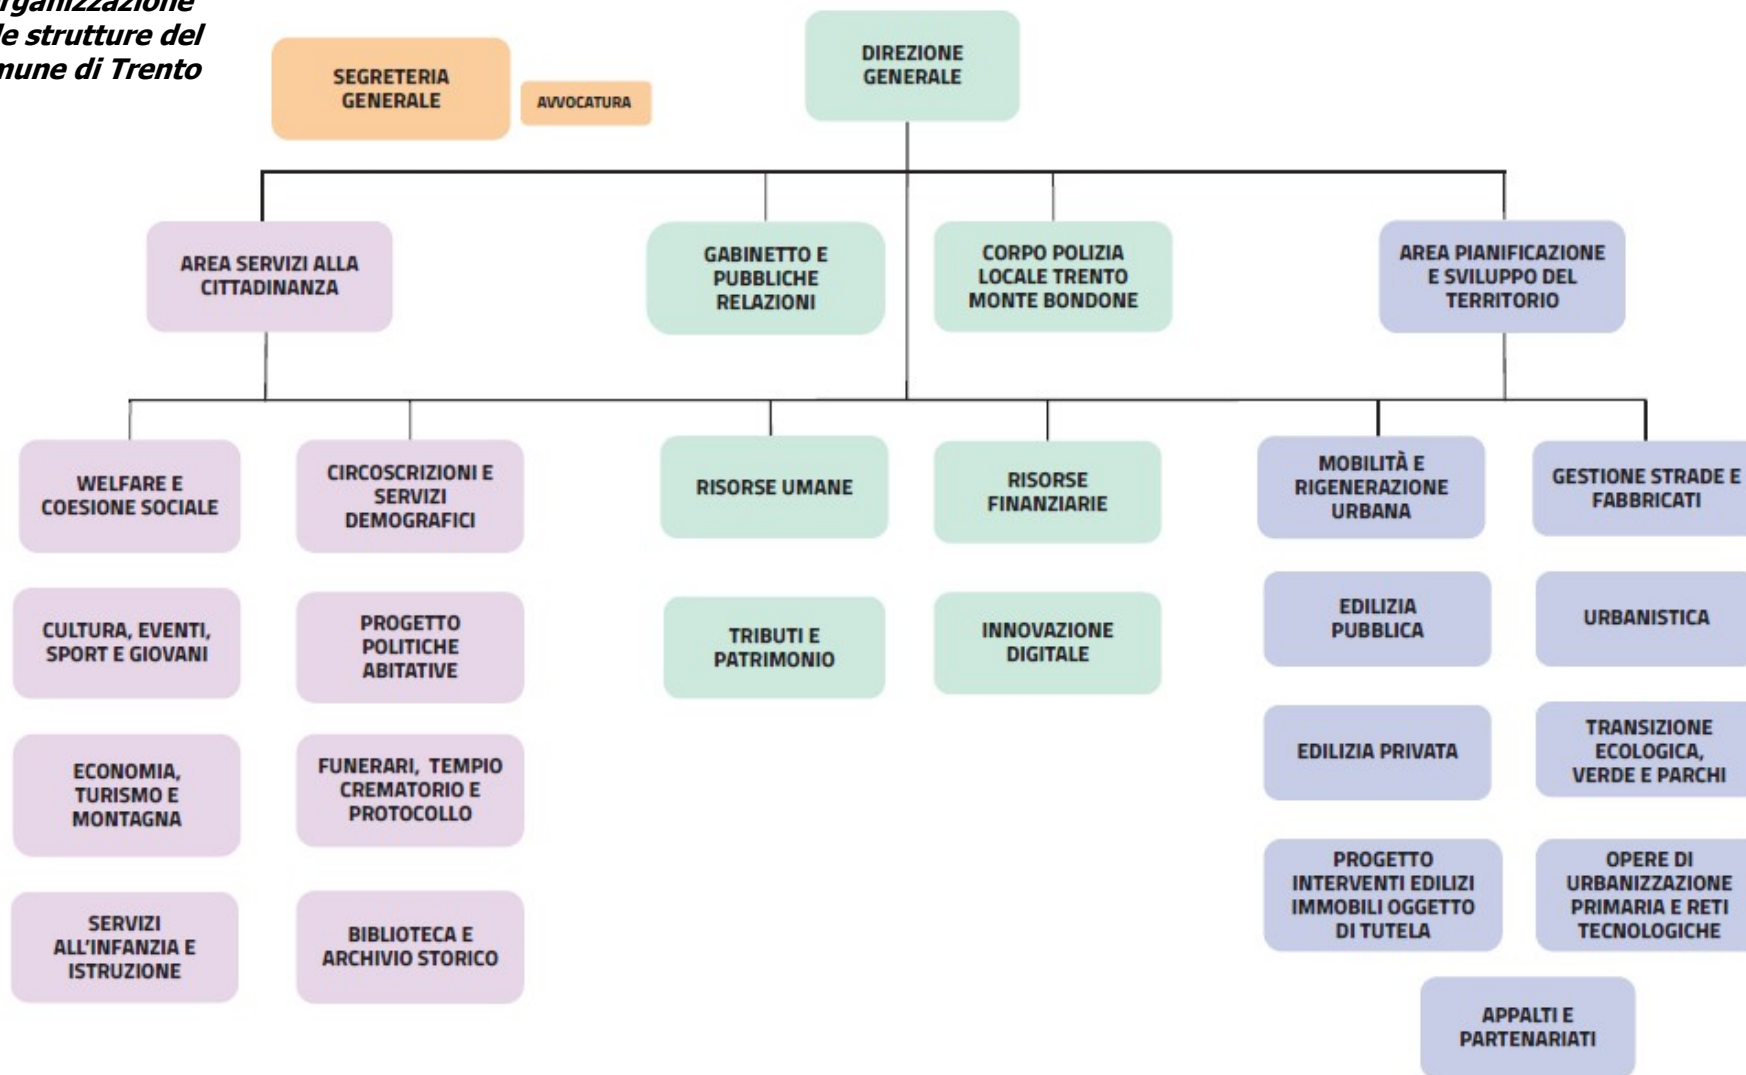 rganizzazione
le strutture del
mune di Trento
SEGRETERIA
GENERALE
AVVOCATURA
DIREZIONE
GENERALE
AREA SERVIZI ALLA
CITTADINANZA
GABINETTO E
PUBBLICHE
RELAZIONI
CORPO POLIZIA
LOCALE TRENTO
MONTE BONDONE
AREA PIANIFICAZIONE
E SVILUPPO DEL
TERRITORIO
WELFARE E
COESIONE SOCIALE
CIRCOSCRIZIONI E
SERVIZI
DEMOGRAFICI
RISORSE UMANE
RISORSE
FINANZIARIE
MOBILITÀ E
RIGENERAZIONE
URBANA
GESTIONE STRADE E
FABBRICATI
CULTURA, EVENTI,
SPORT E GIOVANI
PROGETTO
POLITICHE
ABITATIVE
TRIBUTI E
PATRIMONIO
INNOVAZIONE
DIGITALE
EDILIZIA
PUBBLICA
URBANISTICA
ECONOMIA,
TURISMO E
MONTAGNA
FUNERARI, TEMPIO
CREMATORIO E
PROTOCOLLO
EDILIZIA PRIVATA
TRANSIZIONE
ECOLOGICA,
VERDE E PARCHI
SERVIZI
ALL'INFANZIA E
ISTRUZIONE
BIBLIOTECA E
ARCHIVIO STORICO
PROGETTO
INTERVENTI EDILIZI
IMMOBILI OGGETTO
DI TUTELA
OPERE DI
URBANIZZAZIONE
PRIMARIA E RETI
TECNOLOGICHE
APPALTI E
PARTENARIATI